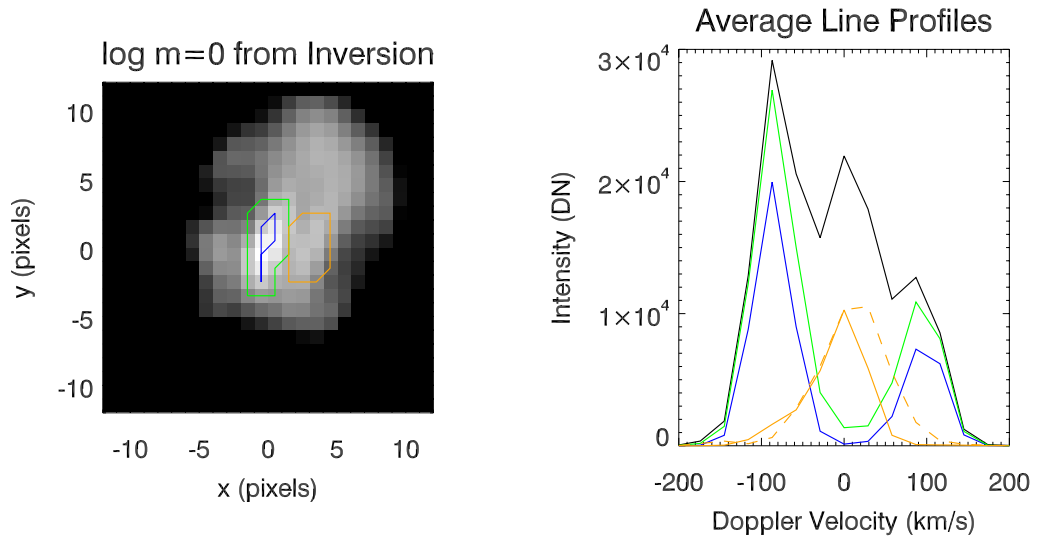 log m=0 from Inversion
10
5
0
-5
-10
y (pixels)
-10 -5 0 5 10
x (pixels)
Average Line Profiles
3×10⁴
2×10⁴
1×10⁴
0
Intensity (DN)
-200 -100 0 100 200
Doppler Velocity (km/s)